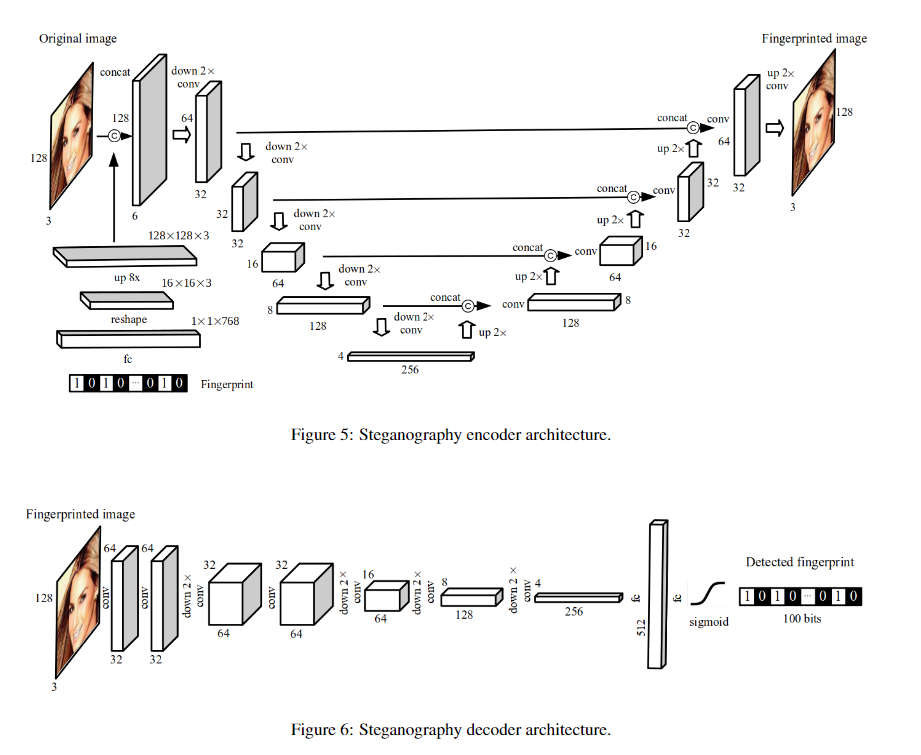 Original image
Fingerprinted image
concat
down 2×
conv
128
64
128
3
6
32
128×128×3
up 8x
16×16×3
reshape
1×1×768
fc
1 0 1 0 ... 0 1 0
Fingerprint
down 2×
conv
32
32
down 2×
conv
16
64
down 2×
conv
8
128
down 2×
conv
4
256
up 2×
concat
conv
128
8
up 2×
concat
conv
64
16
up 2×
concat
conv
32
32
up 2×
concat
conv
64
32
up 2×
conv
128
3
Figure 5: Steganography encoder architecture.
Fingerprinted image
128
3
conv
64
32
conv
64
32
down 2×
conv
32
64
conv
32
64
down 2×
conv
16
64
down 2×
conv
8
128
down 2×
conv
4
256
fc
512
fc
sigmoid
Detected fingerprint
1 0 1 0 ... 0 1 0
100 bits
Figure 6: Steganography decoder architecture.